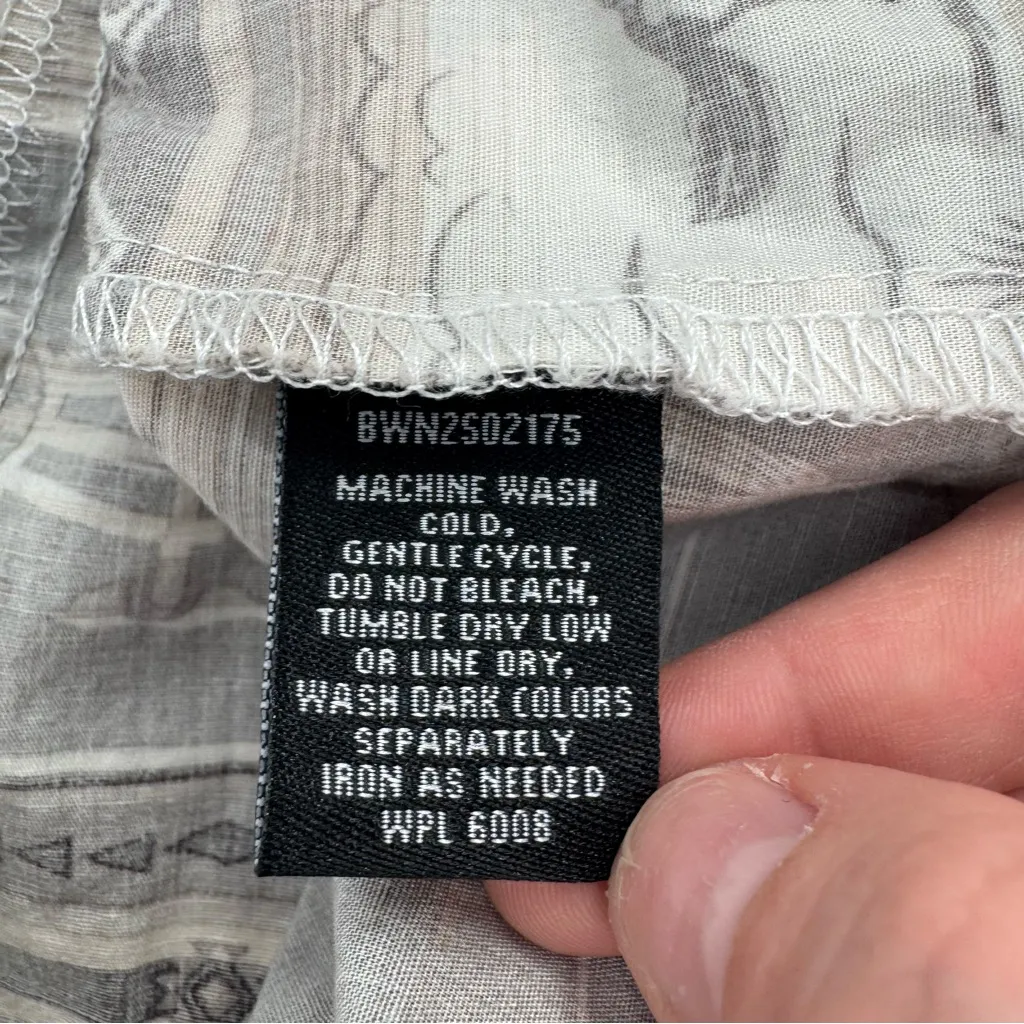 BWN2S02175
MACHINE WASH
COLD,
GENTLE CYCLE,
DO NOT BLEACH,
TUMBLE DRY LOW
OR LINE DRY,
WASH DARK COLORS
SEPARATELY
IRON AS NEEDED
WPL 6008